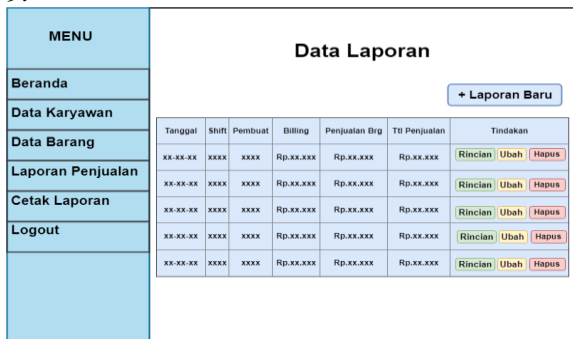 MENU
Data Laporan
Beranda
+ Laporan Baru
Data Karyawan
Data Barang
Laporan Penjualan
Cetak Laporan
Logout
Tanggal Shift Pembuat Billing Penjualan Brg Ttl Penjualan Tindakan
xx-xx-xx xxxx xxxx Rp.xx.xxx Rp.xx.xxx Rp.xx.xxx Rincian Ubah Hapus
xx-xx-xx xxxx xxxx Rp.xx.xxx Rp.xx.xxx Rp.xx.xxx Rincian Ubah Hapus
xx-xx-xx xxxx xxxx Rp.xx.xxx Rp.xx.xxx Rp.xx.xxx Rincian Ubah Hapus
xx-xx-xx xxxx xxxx Rp.xx.xxx Rp.xx.xxx Rp.xx.xxx Rincian Ubah Hapus
xx-xx-xx xxxx xxxx Rp.xx.xxx Rp.xx.xxx Rp.xx.xxx Rincian Ubah Hapus